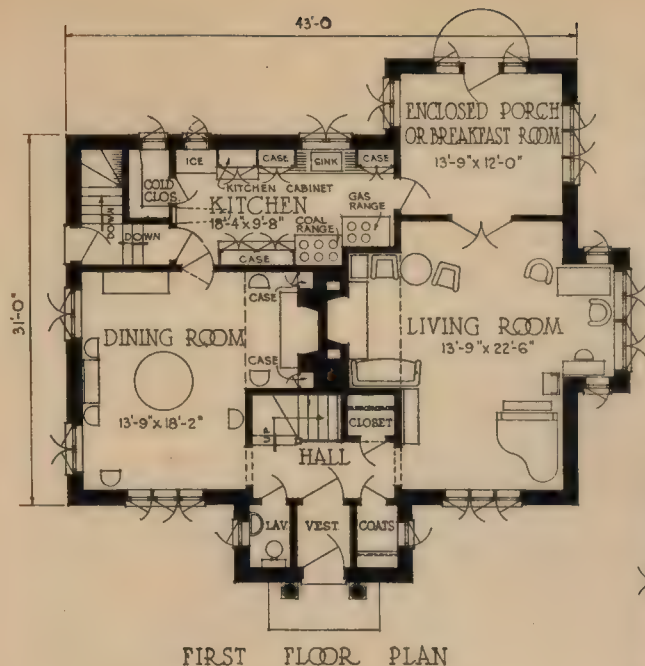 43'-0
ENCLOSED PORCH
OR BREAKFAST ROOM
13'-9" x 12'-0"
ICE
CASE
SINK
CASE
COLD
CLOS.
KITCHEN CABINET
KITCHEN
18'-4" x 9'-8"
GAS
RANGE
COAL
RANGE
DOWN
DOWN
CASE
31'-0"
CASE
DINING ROOM
CASE
13'-9" x 18'-2"
LIVING ROOM
13'-9" x 22'-6"
UP
CLOSET
HALL
LAV.
VEST.
COATS
FIRST FLOOR PLAN